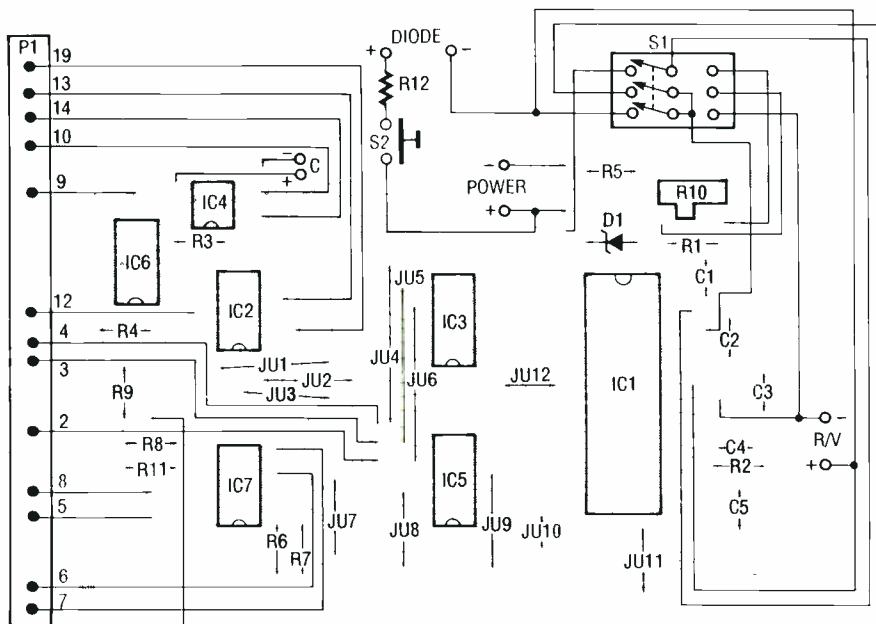 P1
DIODE
+ -
S1
19
13
14
10
9
12
4
3
2
8
5
6
7
R12
S2
-
C
+
IC4
R3
IC6
IC2
R4
-
POWER
+
R5
R10
D1
R1
C1
C2
C3
JU5
IC3
JU4
JU6
JU1
JU2
JU3
JU12
IC1
R9
R8
R11
IC7
IC5
-
R/V
+
C4
R2
C5
R6
R7
JU7
JU8
JU9
JU10
JU11